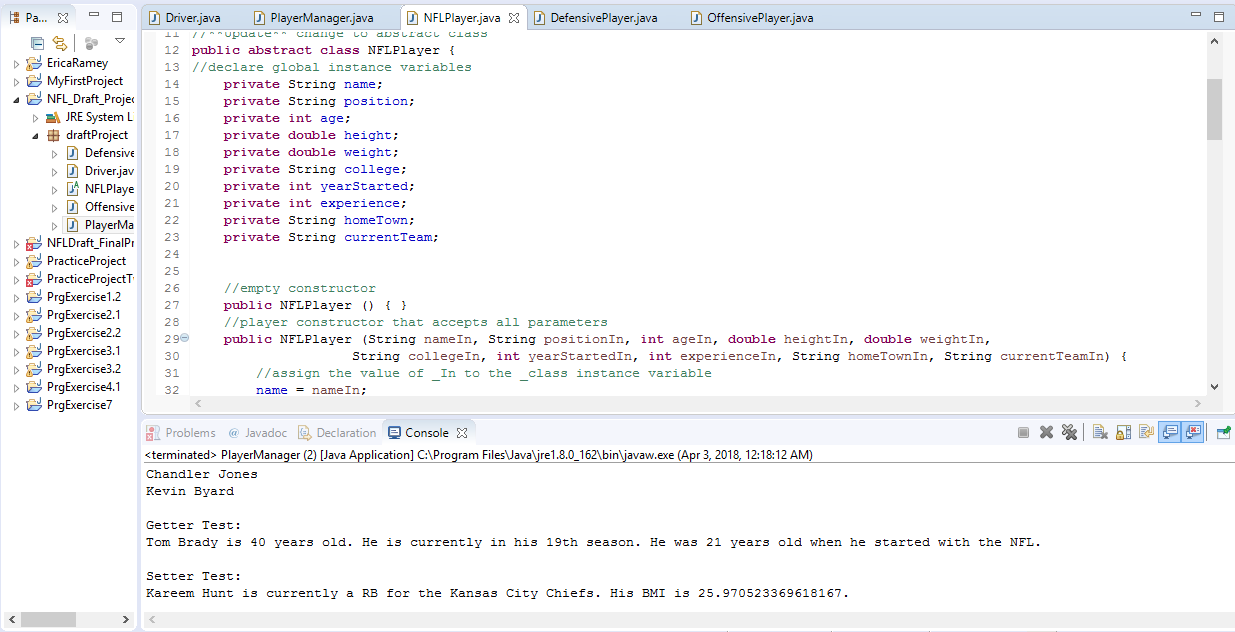 Pa...
Driver.java
PlayerManager.java
NFLPlayer.java
DefensivePlayer.java
OffensivePlayer.java
EricaRamey
MyFirstProject
NFL_Draft_Projec
JRE System L
draftProject
Defensive
Driver.jav
NFLPlaye
Offensive
PlayerMa
NFLDraft_FinalPr
PracticeProject
PracticeProjectT
PrgExercise1.2
PrgExercise2.1
PrgExercise2.2
PrgExercise3.1
PrgExercise3.2
PrgExercise4.1
PrgExercise7
11 //**Update** change to abstract class
12 public abstract class NFLPlayer {
13 //declare global instance variables
14 private String name;
15 private String position;
16 private int age;
17 private double height;
18 private double weight;
19 private String college;
20 private int yearStarted;
21 private int experience;
22 private String homeTown;
23 private String currentTeam;
24
25
26 //empty constructor
27 public NFLPlayer () { }
28 //player constructor that accepts all parameters
29 public NFLPlayer (String nameIn, String positionIn, int ageIn, double heightIn, double weightIn,
30 String collegeIn, int yearStartedIn, int experienceIn, String homeTownIn, String currentTeamIn) {
31 //assign the value of _In to the _class instance variable
32 name = nameIn;
Problems @ Javadoc Declaration Console
<terminated> PlayerManager (2) [Java Application] C:\Program Files\Java\jre1.8.0_162\bin\javaw.exe (Apr 3, 2018, 12:18:12 AM)
Chandler Jones
Kevin Byard
Getter Test:
Tom Brady is 40 years old. He is currently in his 19th season. He was 21 years old when he started with the NFL.
Setter Test:
Kareem Hunt is currently a RB for the Kansas City Chiefs. His BMI is 25.970523369618167.